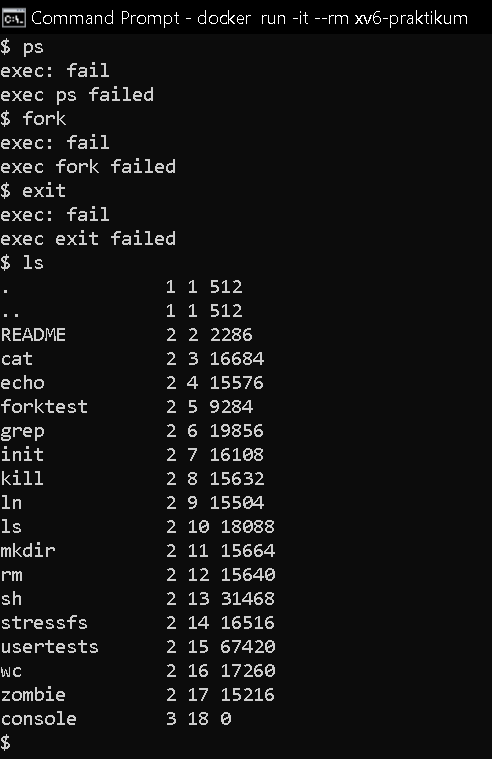 Command Prompt - docker run -it --rm xv6-praktikum
$ ps
exec: fail
exec ps failed
$ fork
exec: fail
exec fork failed
$ exit
exec: fail
exec exit failed
$ ls
. 1 1 512
.. 1 1 512
README 2 2 2286
cat 2 3 16684
echo 2 4 15576
forktest 2 5 9284
grep 2 6 19856
init 2 7 16108
kill 2 8 15632
ln 2 9 15504
ls 2 10 18088
mkdir 2 11 15664
rm 2 12 15640
sh 2 13 31468
stressfs 2 14 16516
usertests 2 15 67420
wc 2 16 17260
zombie 2 17 15216
console 3 18 0
$